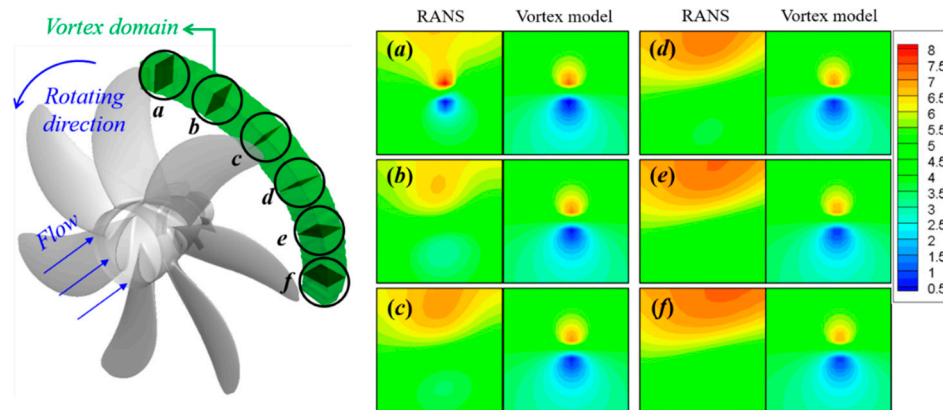 Vortex domain
Rotating
direction
Flow
a
b
c
d
e
f
RANS Vortex model RANS Vortex model
(a)
(b)
(c)
(d)
(e)
(f)
8
7.5
7
6.5
6
5.5
5
4.5
4
3.5
3
2.5
2
1.5
1
0.5